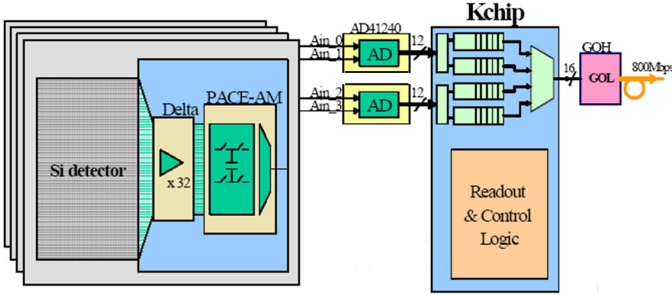 Kchip
AD41240
Ain_0
Ain_1
12
AD
Ain_2
Ain_3
12
AD
PACE-AM
Delta
Si detector
x 32
16
GOH
GOL
800Mbps
Readout
& Control
Logic